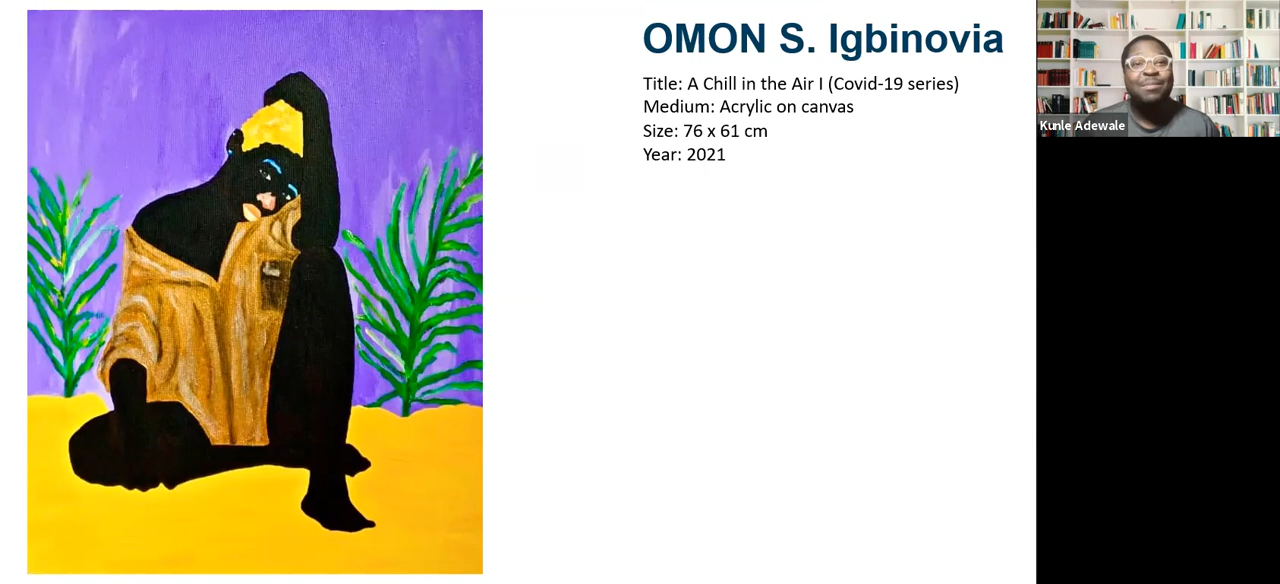 OMON S. Igbinovia
Title: A Chill in the Air I (Covid-19 series)
Medium: Acrylic on canvas
Size: 76 x 61 cm
Year: 2021
Kunle Adewale